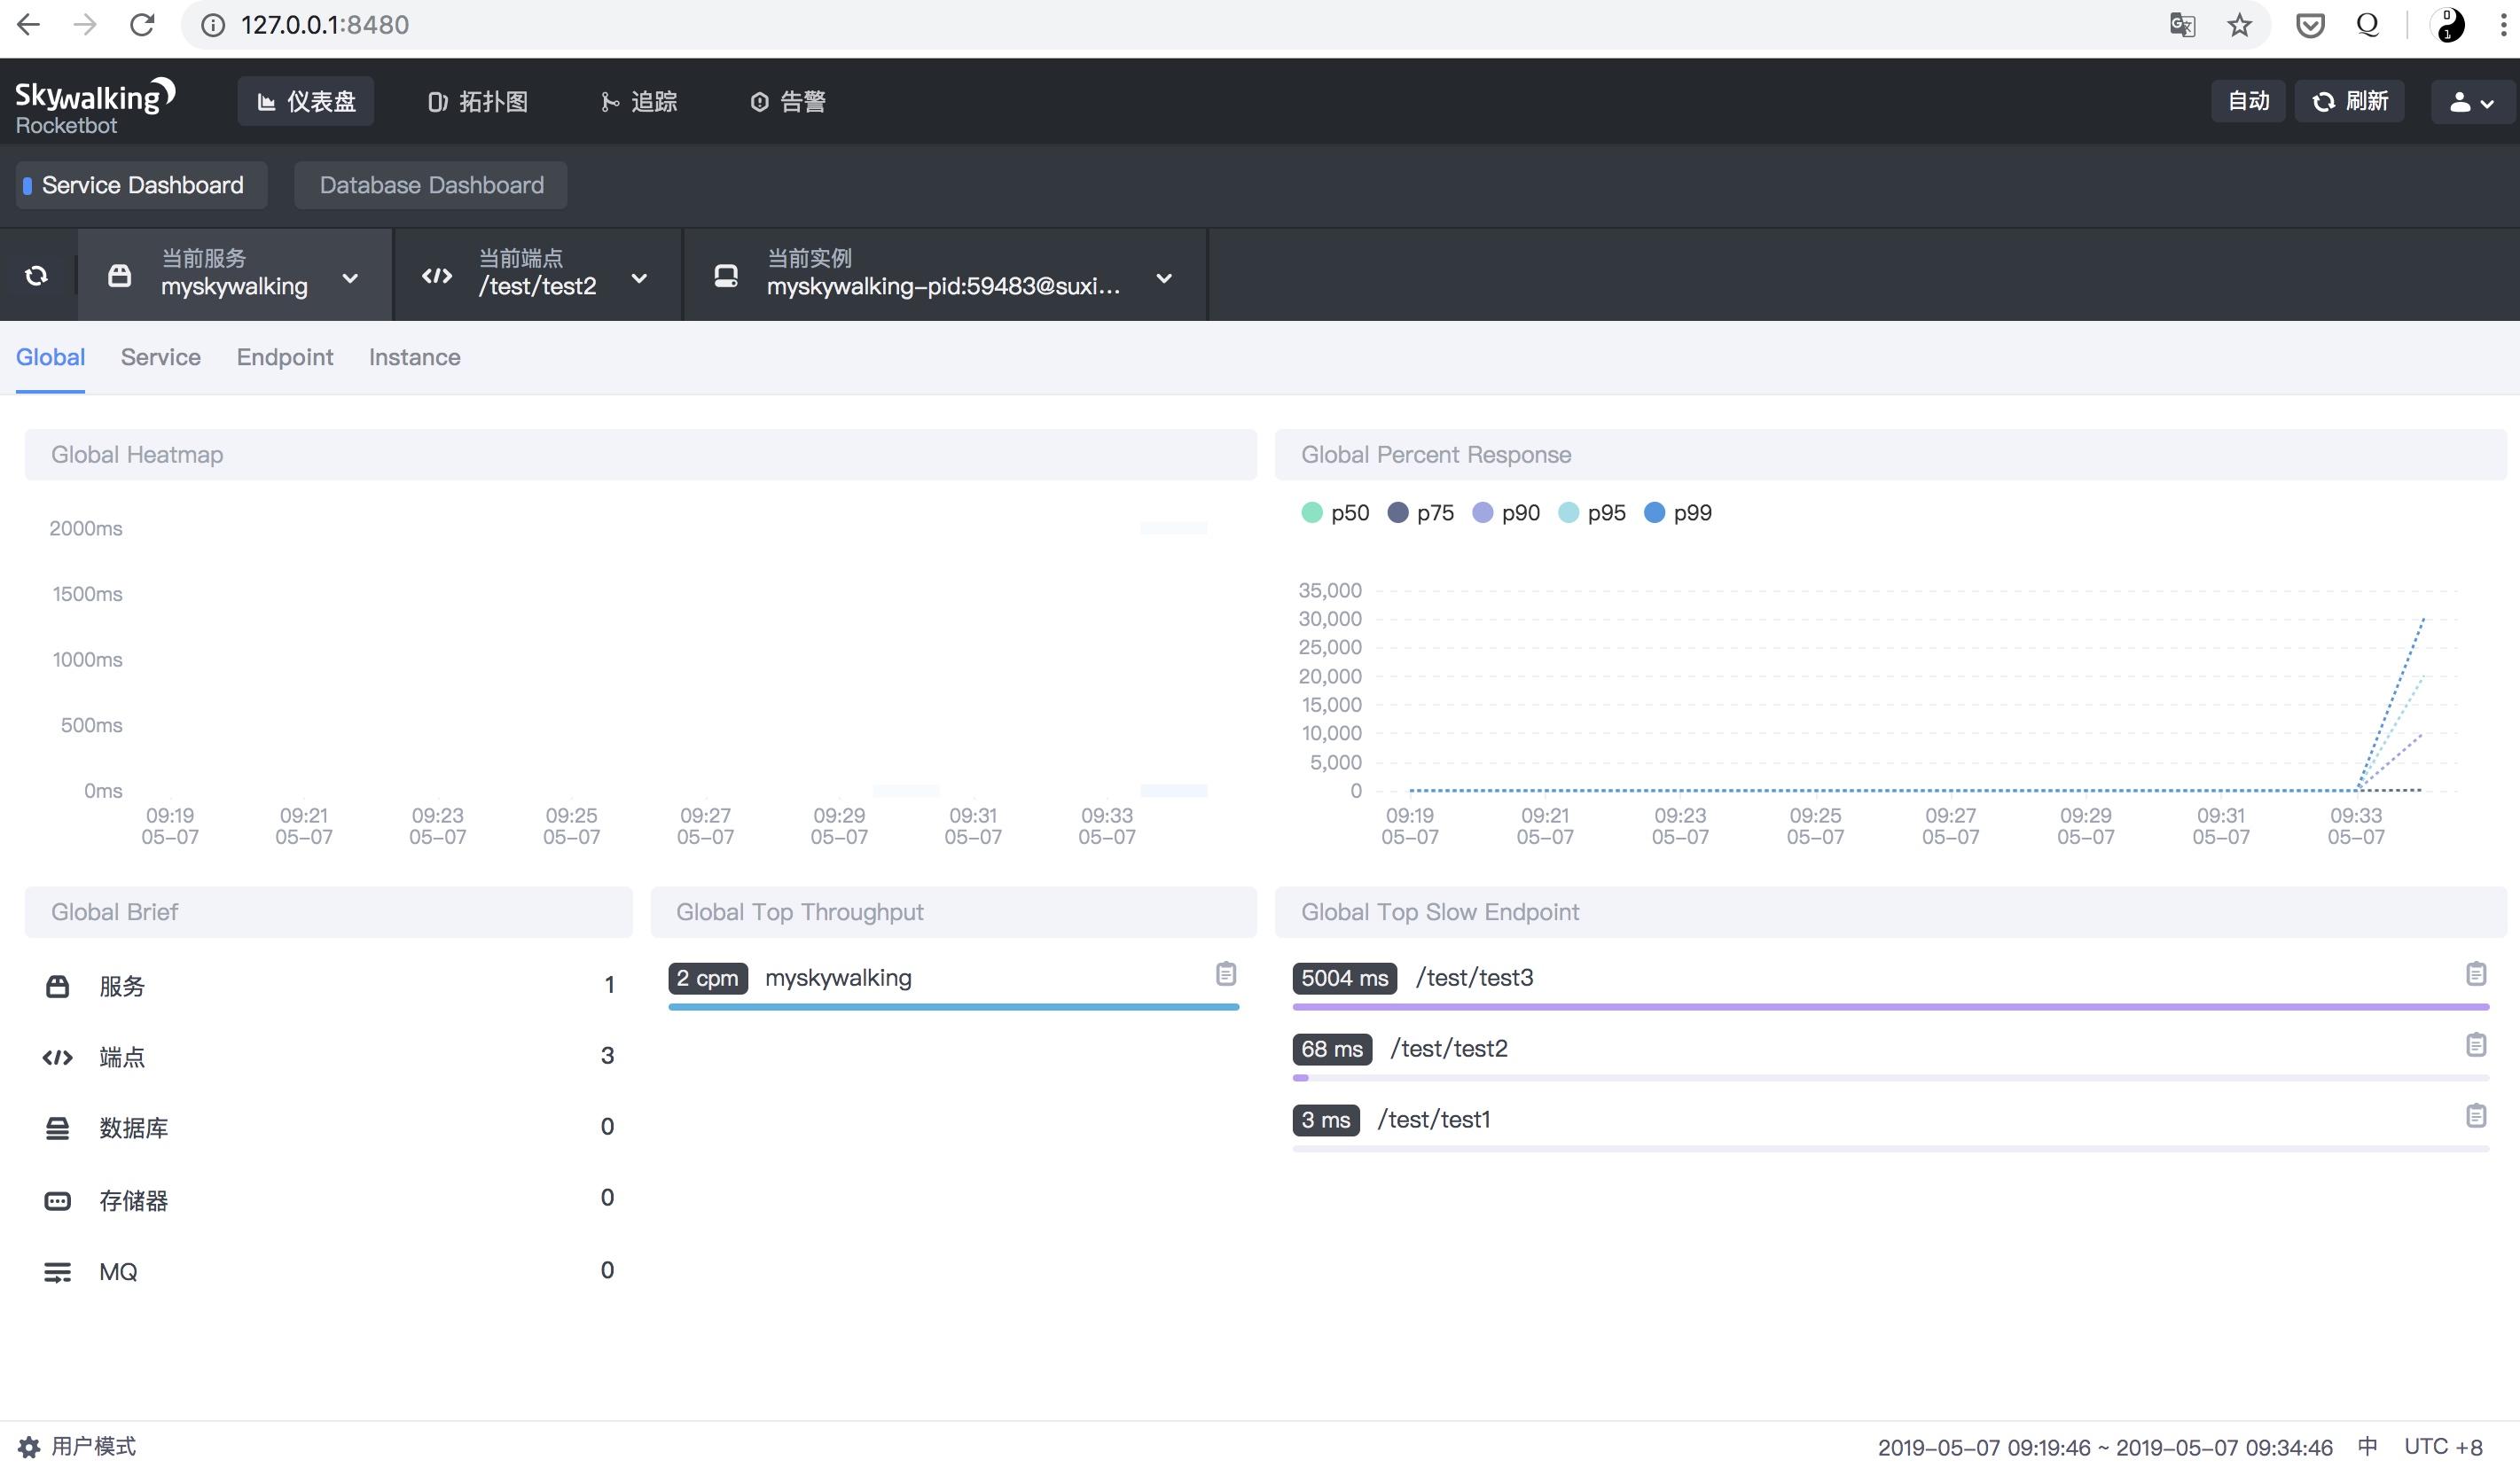 127.0.0.1:8480
Skywalking
Rocketbot
仪表盘
拓扑图
追踪
告警
自动
刷新
Service Dashboard
Database Dashboard
当前服务
myskywalking
当前端点
/test/test2
当前实例
myskywalking-pid:59483@suxi...
Global
Service
Endpoint
Instance
Global Heatmap
2000ms
1500ms
1000ms
500ms
0ms
09:19
05-07
09:21
05-07
09:23
05-07
09:25
05-07
09:27
05-07
09:29
05-07
09:31
05-07
09:33
05-07
Global Percent Response
p50
p75
p90
p95
p99
35,000
30,000
25,000
20,000
15,000
10,000
5,000
0
09:19
05-07
09:21
05-07
09:23
05-07
09:25
05-07
09:27
05-07
09:29
05-07
09:31
05-07
09:33
05-07
Global Brief
服务 1
端点 3
数据库 0
存储器 0
MQ 0
Global Top Throughput
2 cpm myskywalking
Global Top Slow Endpoint
5004 ms /test/test3
68 ms /test/test2
3 ms /test/test1
用户模式
2019-05-07 09:19:46 ~ 2019-05-07 09:34:46
中
UTC +8